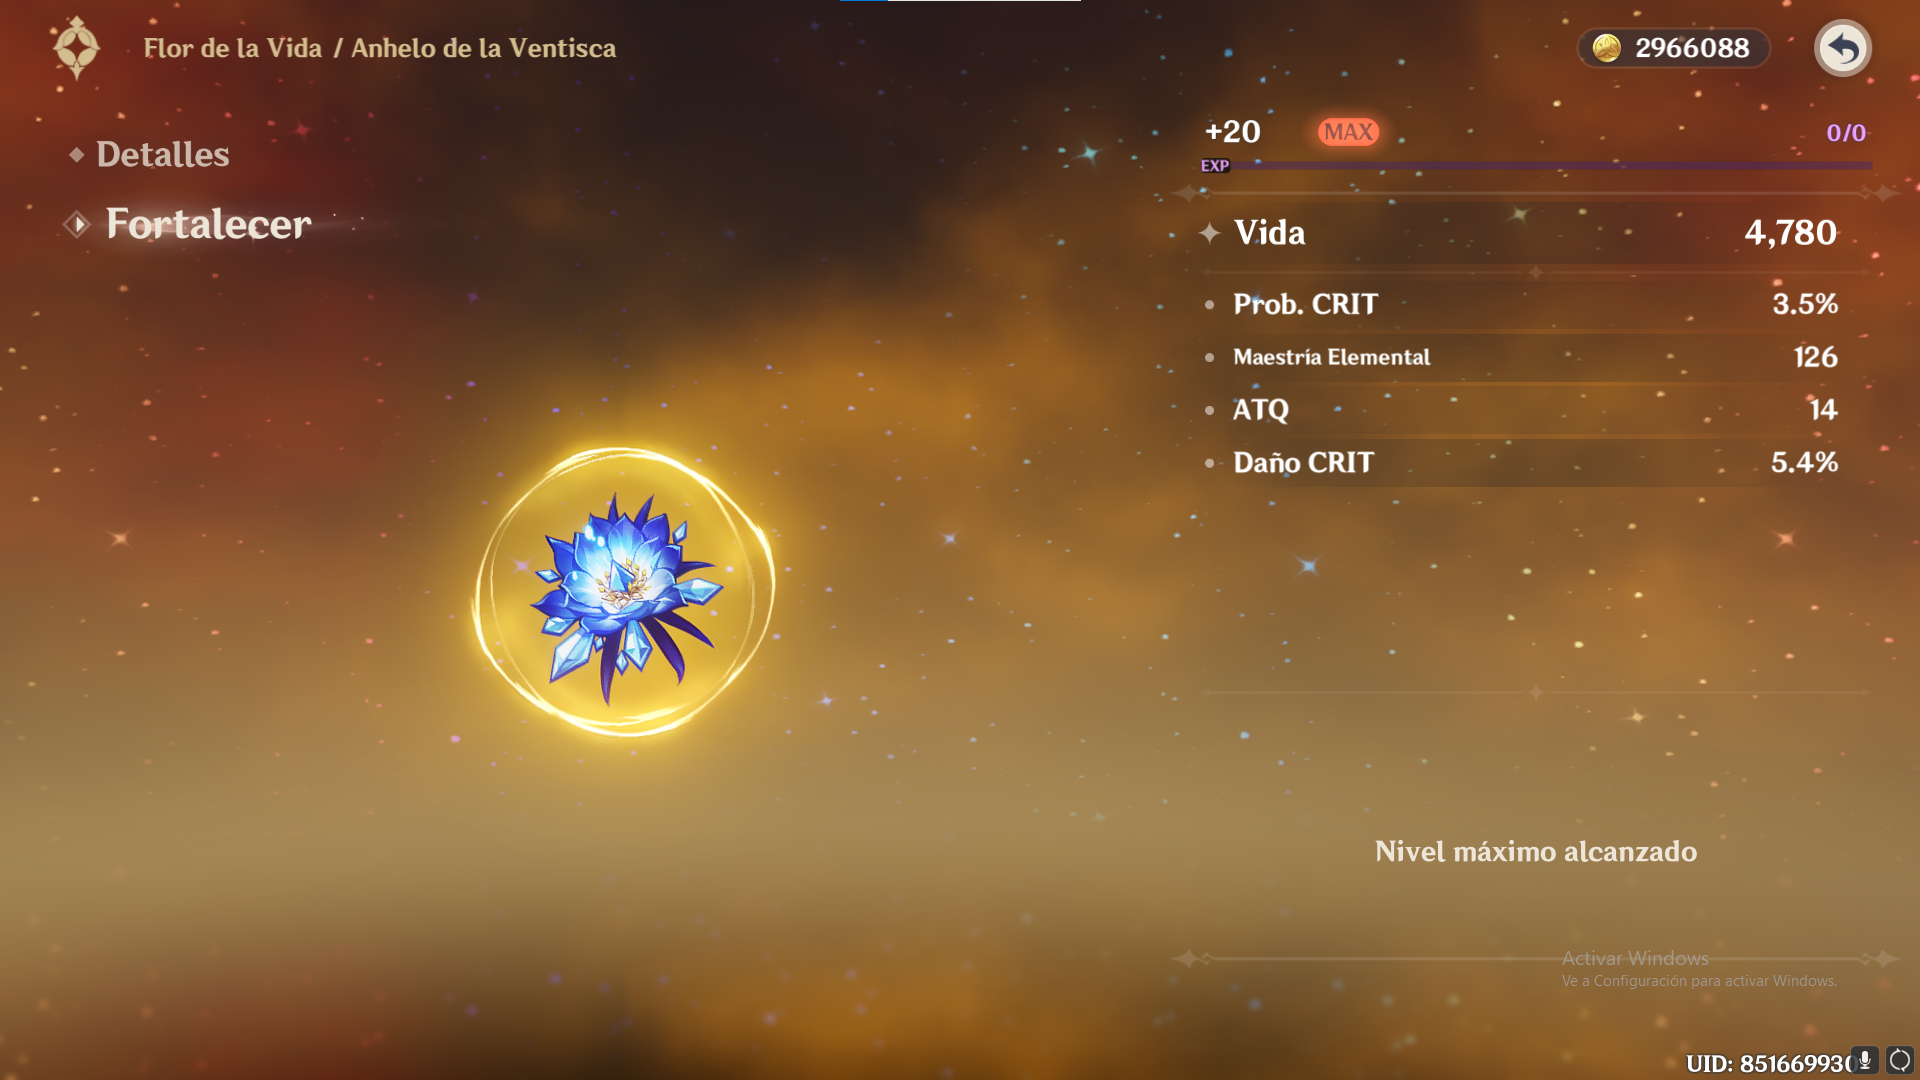 Flor de la Vida / Anhelo de la Ventisca
2966088
Detalles
Fortalecer
+20 MAX 0/0
EXP
Vida 4,780
Prob. CRIT 3.5%
Maestría Elemental 126
ATQ 14
Daño CRIT 5.4%
Nivel máximo alcanzado
Activar Windows
Ve a Configuración para activar Windows.
UID: 851669930